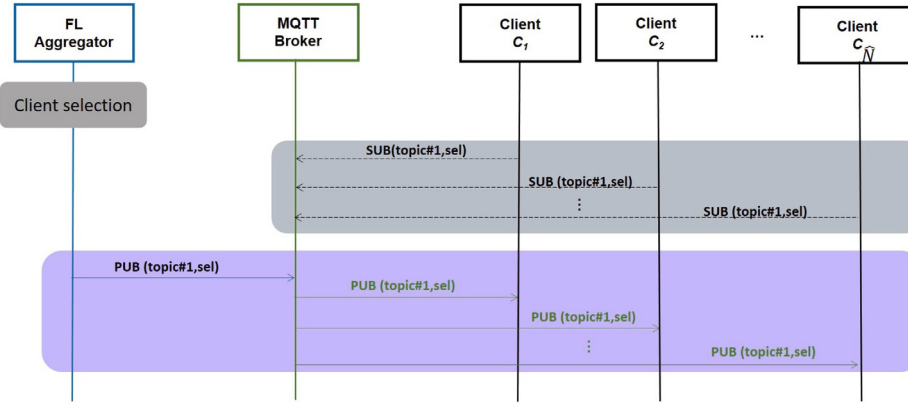 FL
Aggregator
MQTT
Broker
Client
C1
Client
C2
...
Client
CN̂
Client selection
SUB(topic#1,sel)
SUB (topic#1,sel)
⋮
SUB (topic#1,sel)
PUB (topic#1,sel)
PUB (topic#1,sel)
PUB (topic#1,sel)
⋮
PUB (topic#1,sel)